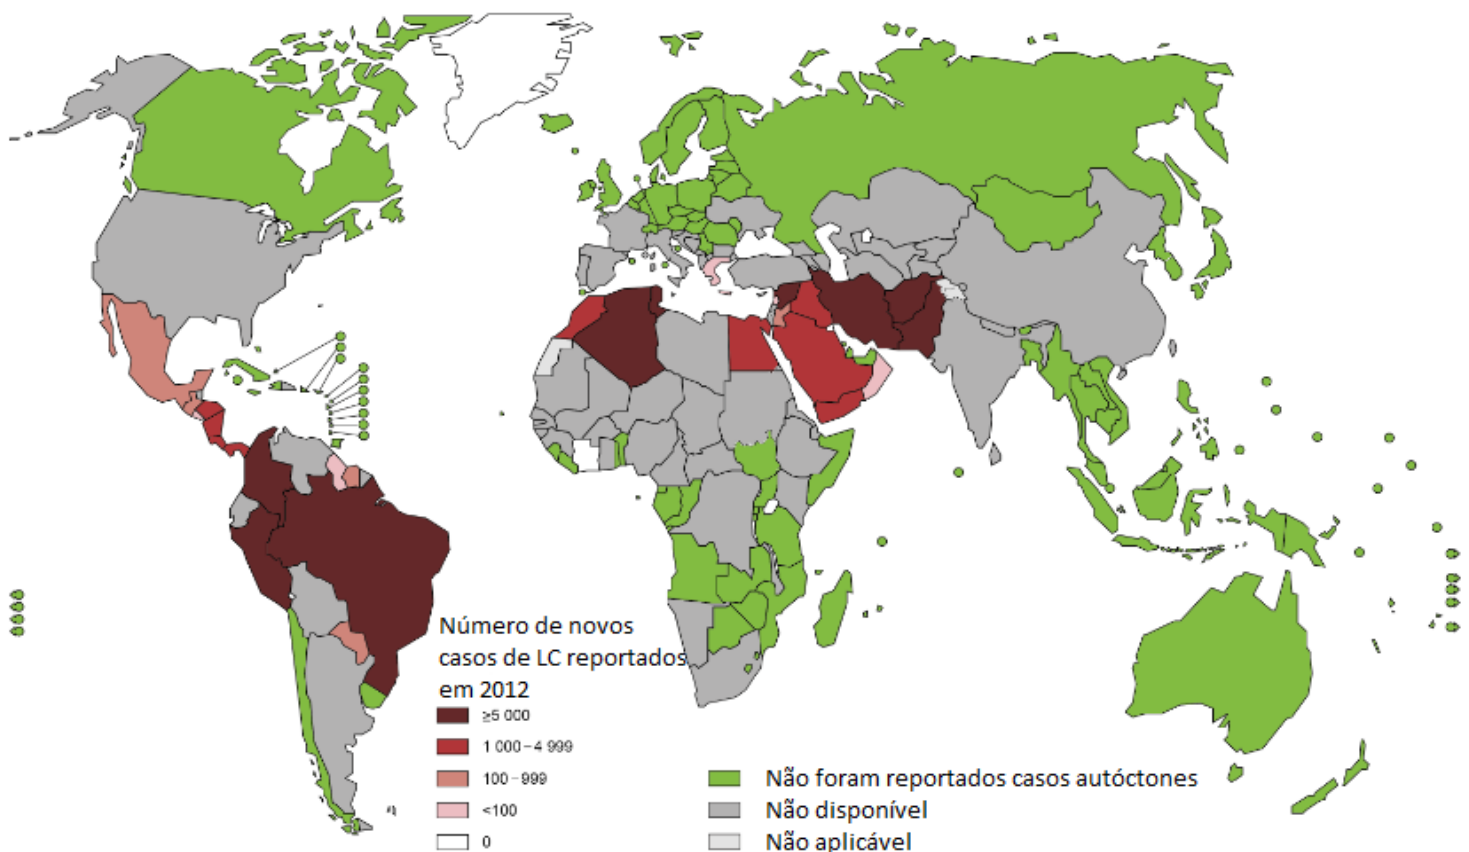 Número de novos
casos de LC reportados
em 2012
≥5 000
1 000–4 999
100–999
<100
0
Não foram reportados casos autóctones
Não disponível
Não aplicável